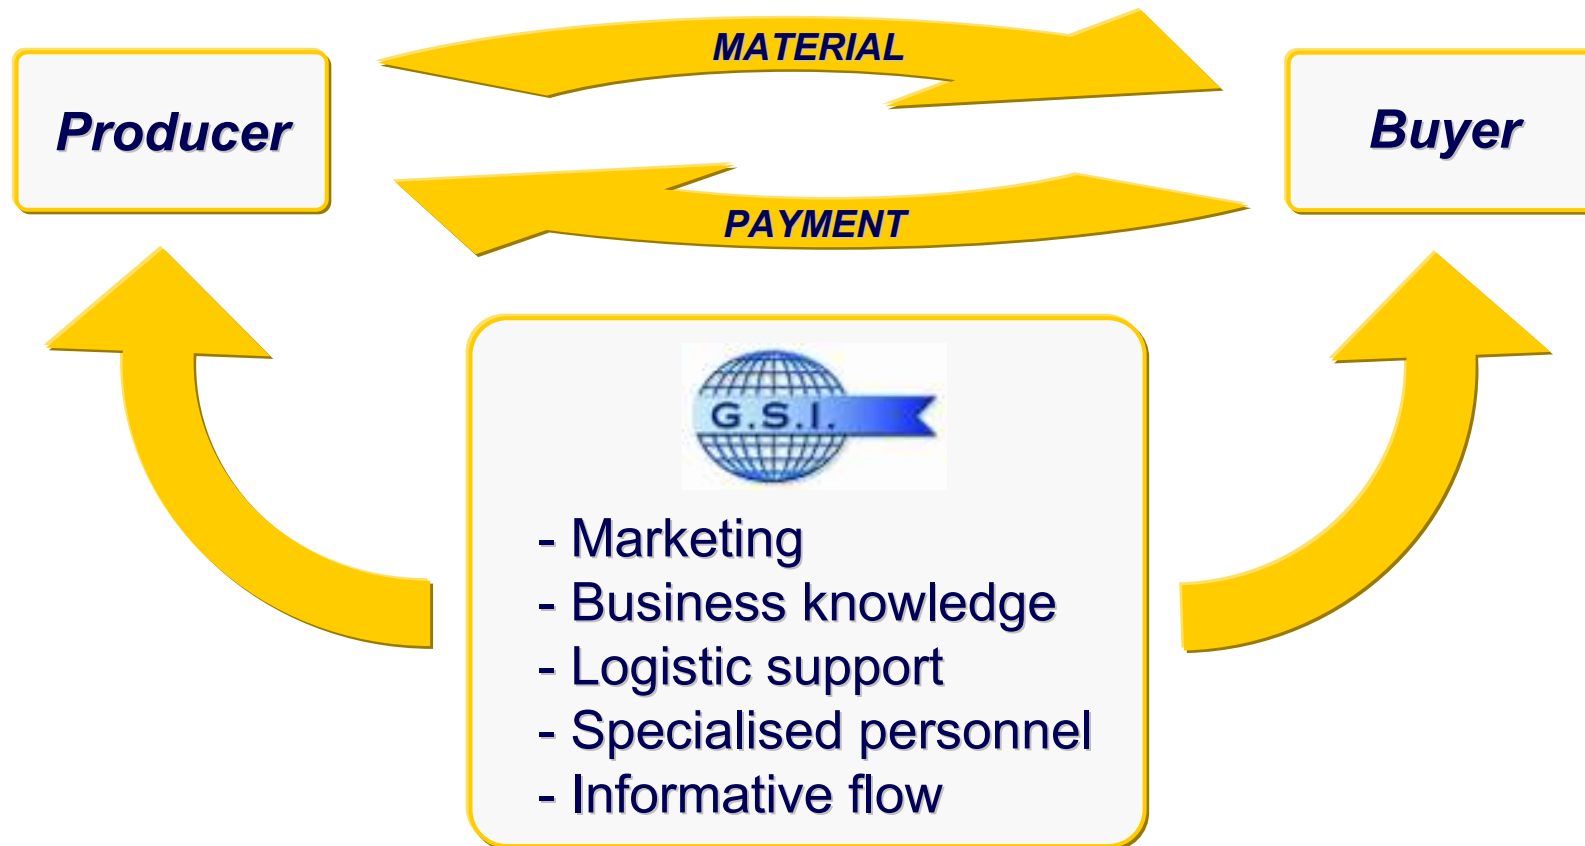 MATERIAL
Producer
Buyer
PAYMENT
G.S.I.
- Marketing
- Business knowledge
- Logistic support
- Specialised personnel
- Informative flow